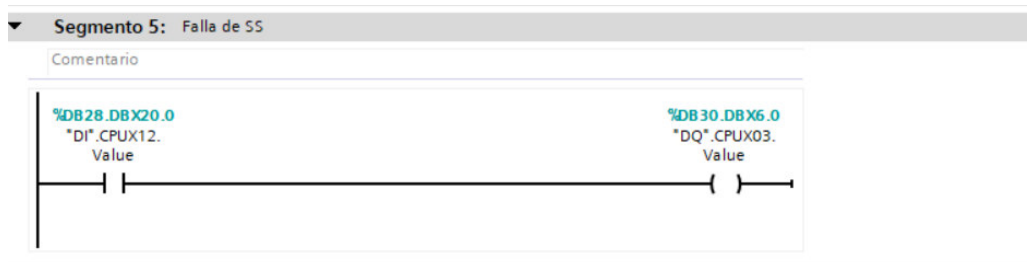 Segmento 5: Falla de SS
Comentario
%DB28.DBX20.0
"DI".CPUX12.
Value
%DB30.DBX6.0
"DQ".CPUX03.
Value